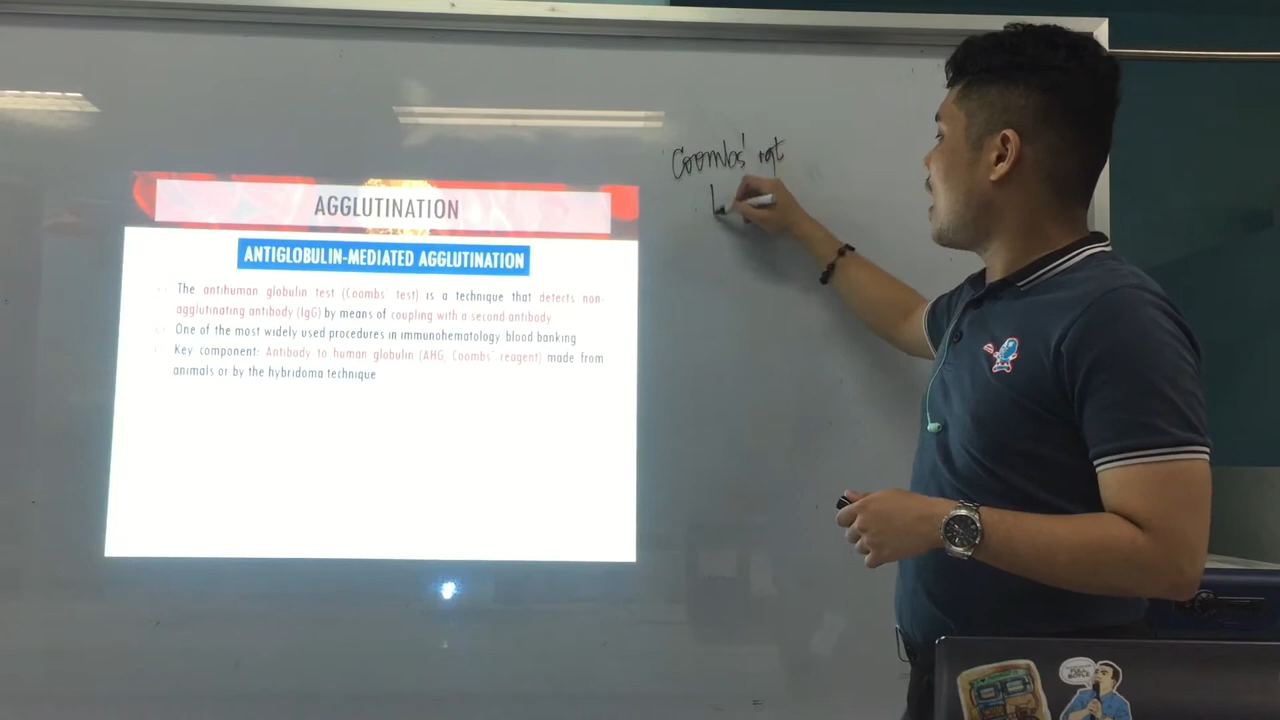 Coombs' rgt
AGGLUTINATION
ANTIGLOBULIN-MEDIATED AGGLUTINATION
The antihuman globulin test (Coombs' test) is a technique that detects non-
agglutinating antibody (IgG) by means of coupling with a second antibody
One of the most widely used procedures in immunohematology blood banking
Key component: Antibody to human globulin (AHG, Coombs' reagent) made from
animals or by the hybridoma technique